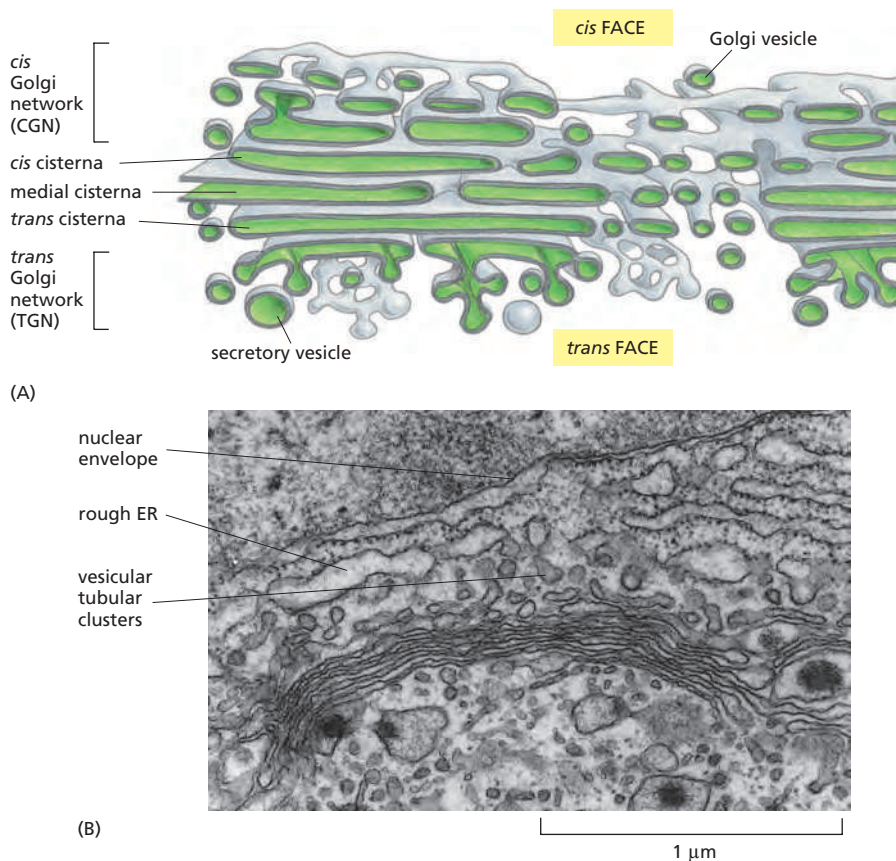 cis FACE
Golgi vesicle
cis
Golgi
network
(CGN)
cis cisterna
medial cisterna
trans cisterna
trans
Golgi
network
(TGN)
secretory vesicle
trans FACE
(A)
nuclear
envelope
rough ER
vesicular
tubular
clusters
(B)
1 μm